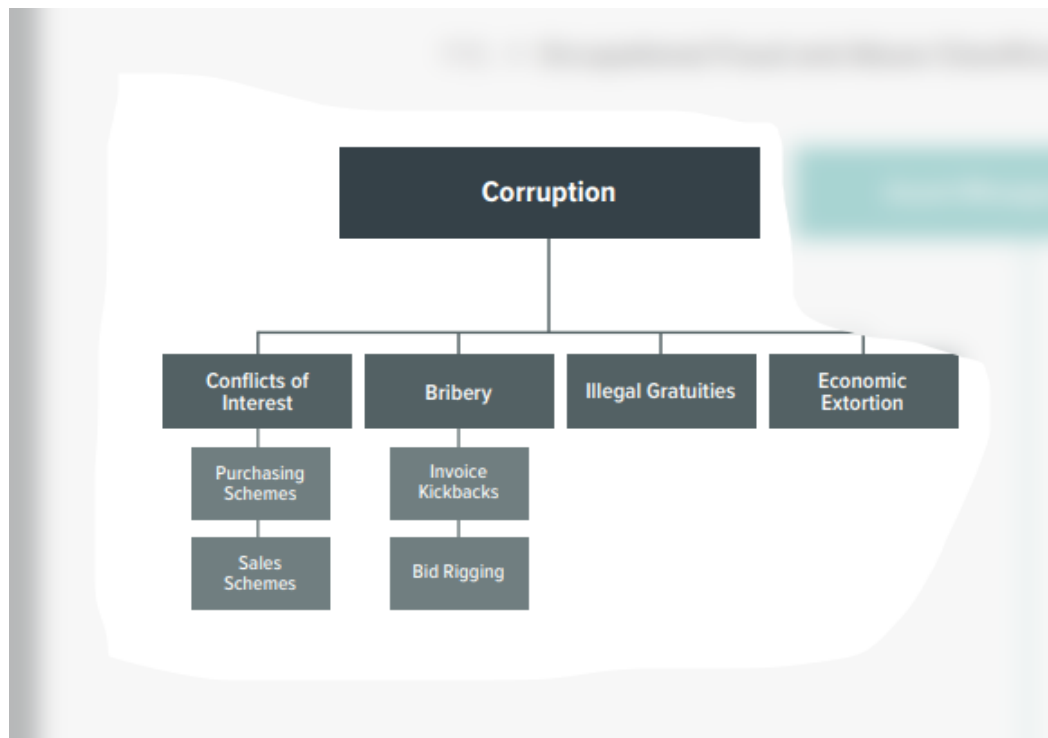 Corruption
Conflicts of
Interest
Bribery
Illegal Gratuities
Economic
Extortion
Purchasing
Schemes
Invoice
Kickbacks
Sales
Schemes
Bid Rigging